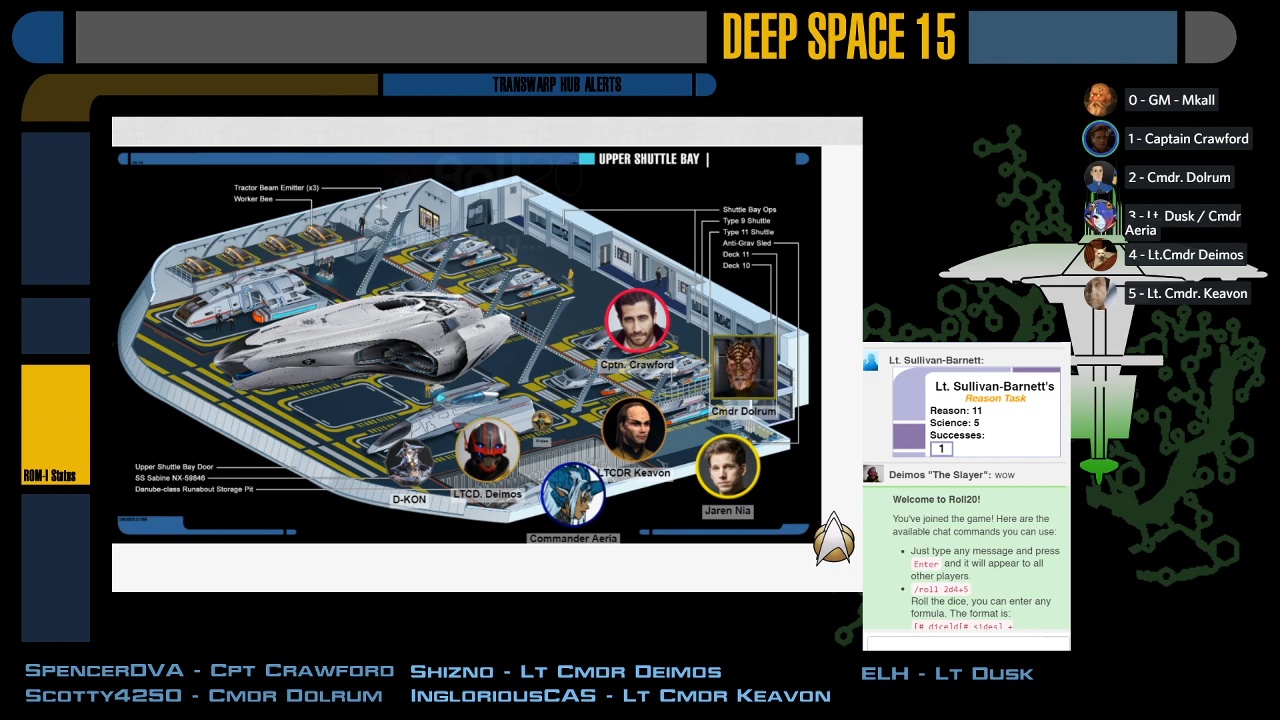 DEEP SPACE 15
TRANSWARP HUB ALERTS
0 - GM - Mkall
1 - Captain Crawford
2 - Cmdr. Dolrum
3 - Lt Dusk / Cmdr
Aeria
4 - Lt.Cmdr Deimos
5 - Lt. Cmdr. Keavon
UPPER SHUTTLE BAY
Tractor Beam Emitter (x3)
Worker Bee
Shuttle Bay Ops
Type 9 Shuttle
Type 11 Shuttle
Anti-Grav Sled
Deck 11
Deck 10
Cptn. Crawford
Cmdr Dolrum
LTCDR Keavon
Jaren Nia
D-KON
LTCD. Deimos
Commander Aeria
Upper Shuttle Bay Door
SS Sabine NX-59846
Danube-class Runabout Storage Pit
ROM-I Status
Lt. Sullivan-Barnett:
Lt. Sullivan-Barnett's
Reason Task
Reason: 11
Science: 5
Successes:
1
Deimos "The Slayer": wow
Welcome to Roll20!
You've joined the game! Here are the
available chat commands you can use:
• Just type any message and press
Enter and it will appear to all
other players.
• /roll 2d4+5
Roll the dice, you can enter any
formula. The format is:
[# dice]d[# sides] +
SpencerDVA - Cpt Crawford
Scotty4250 - Cmdr Dolrum
Shizno - Lt Cmdr Deimos
IngloriousCAS - Lt Cmdr Keavon
ELH - Lt Dusk